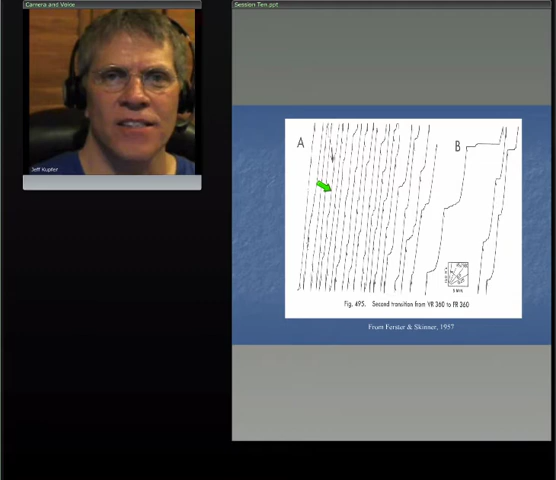 Camera and Voice
Session Ten.ppt
Jeff Kupfer
A
B
Fig. 495. Second transition from VR 360 to FR 360
From Ferster & Skinner, 1957